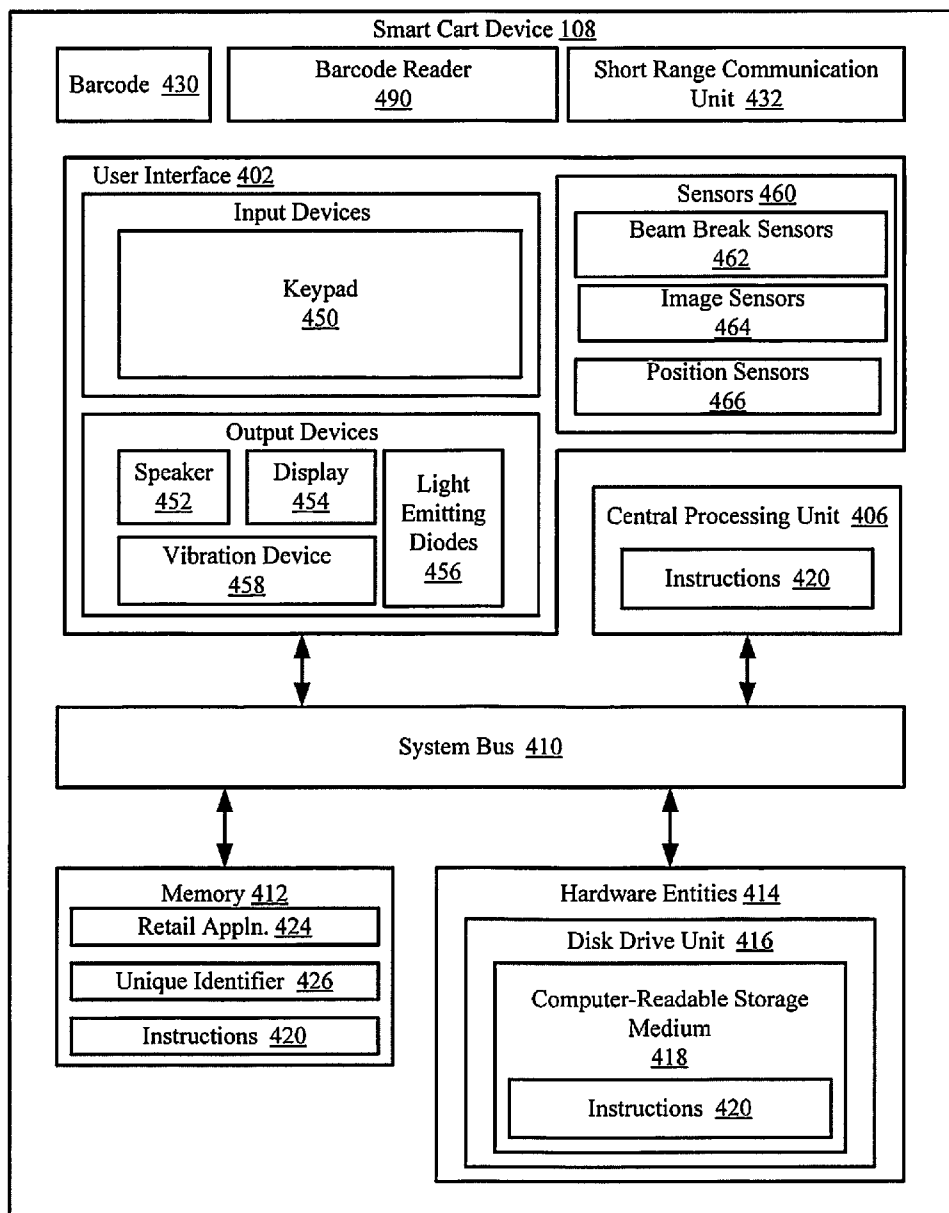 Smart Cart Device 108
Barcode 430
Barcode Reader
490
Short Range Communication
Unit 432
User Interface 402
Input Devices
Keypad
450
Sensors 460
Beam Break Sensors
462
Image Sensors
464
Position Sensors
466
Output Devices
Speaker
452
Display
454
Light
Emitting
Diodes
456
Vibration Device
458
Central Processing Unit 406
Instructions 420
System Bus 410
Memory 412
Retail Appln. 424
Unique Identifier 426
Instructions 420
Hardware Entities 414
Disk Drive Unit 416
Computer-Readable Storage
Medium
418
Instructions 420